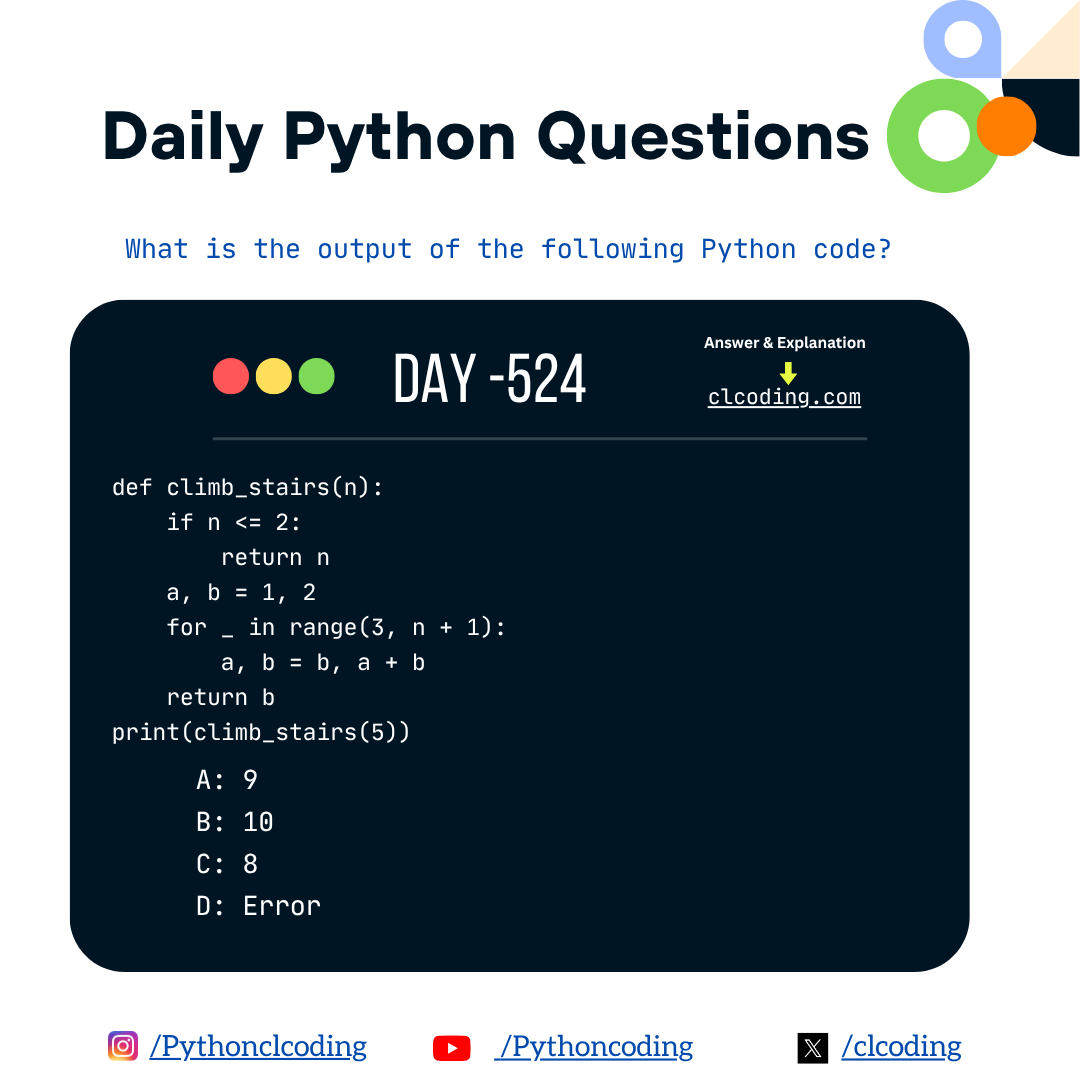 Daily Python Questions
What is the output of the following Python code?
DAY -524
Answer & Explanation
clcoding.com
def climb_stairs(n):
    if n <= 2:
        return n
    a, b = 1, 2
    for _ in range(3, n + 1):
        a, b = b, a + b
    return b
print(climb_stairs(5))
A: 9
B: 10
C: 8
D: Error
/Pythonclcoding
/Pythoncoding
/clcoding